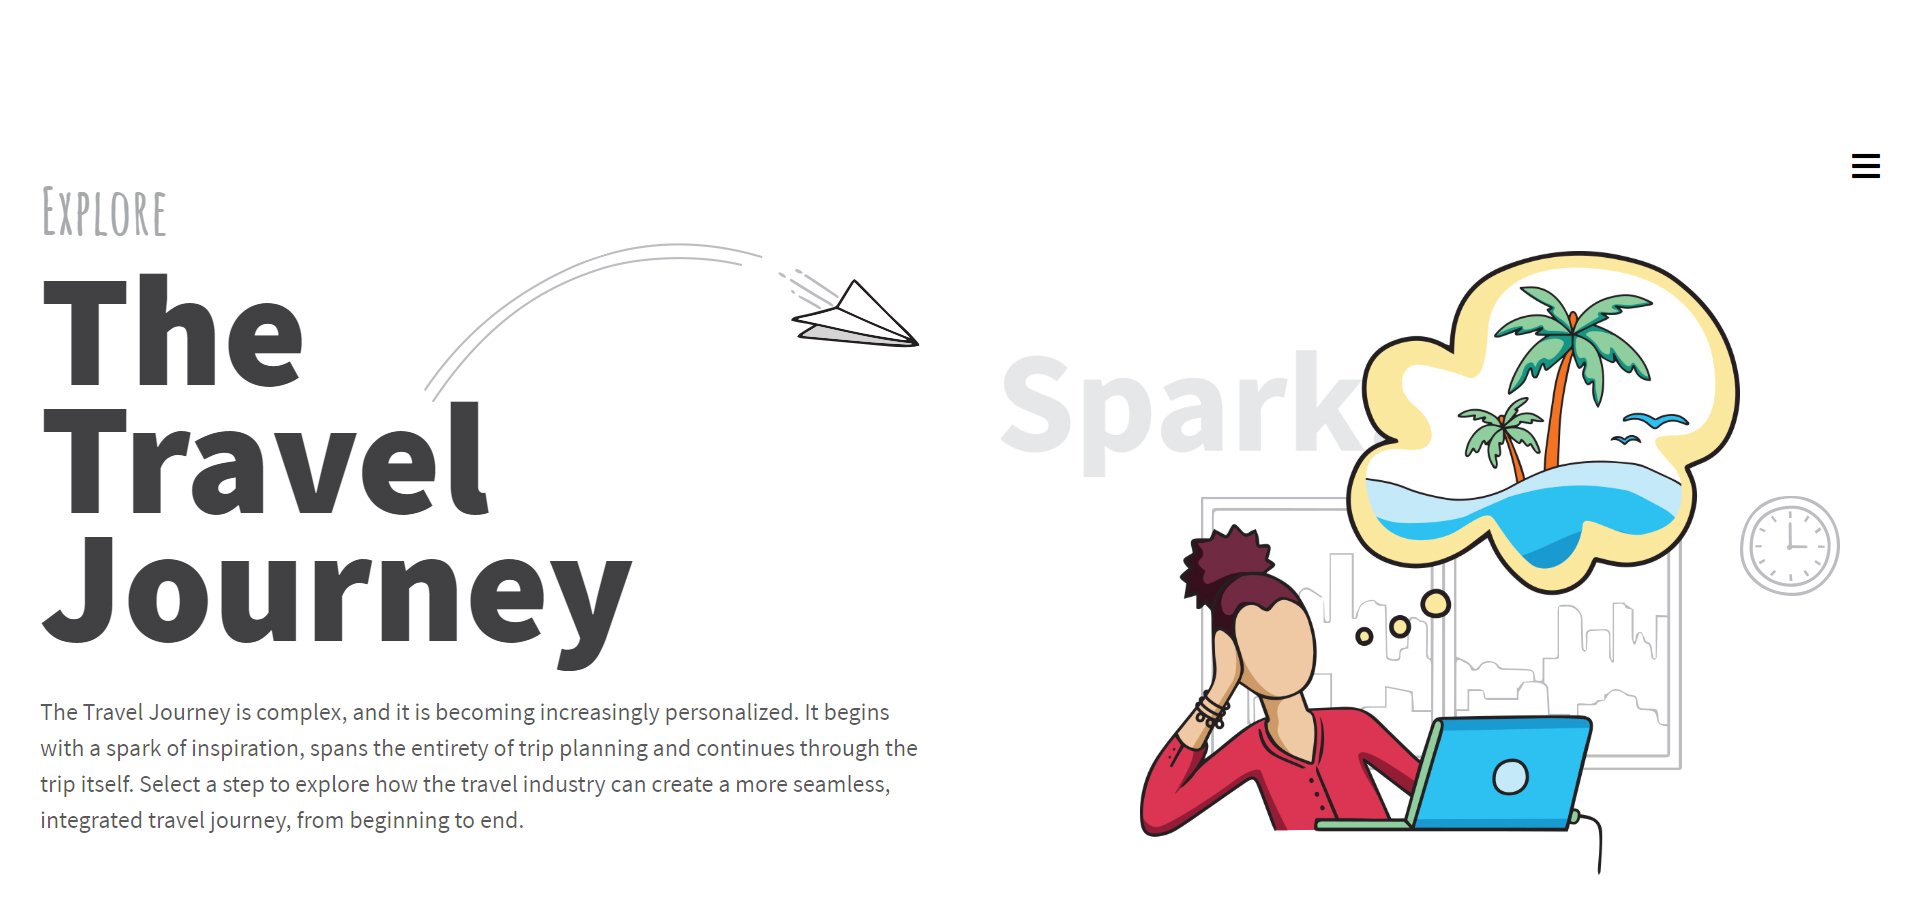 Explore
The
Travel
Journey
The Travel Journey is complex, and it is becoming increasingly personalized. It begins
with a spark of inspiration, spans the entirety of trip planning and continues through the
trip itself. Select a step to explore how the travel industry can create a more seamless,
integrated travel journey, from beginning to end.
Spark